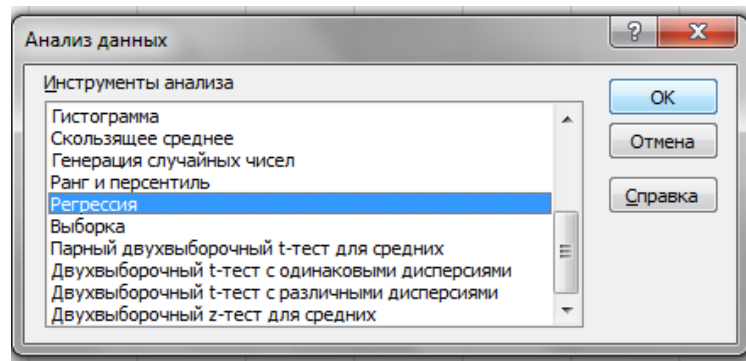 Анализ данных
Инструменты анализа
Гистограмма
Скользящее среднее
Генерация случайных чисел
Ранг и персентиль
Регрессия
Выборка
Парный двухвыборочный t-тест для средних
Двухвыборочный t-тест с одинаковыми дисперсиями
Двухвыборочный t-тест с различными дисперсиями
Двухвыборочный z-тест для средних
OK
Отмена
Справка